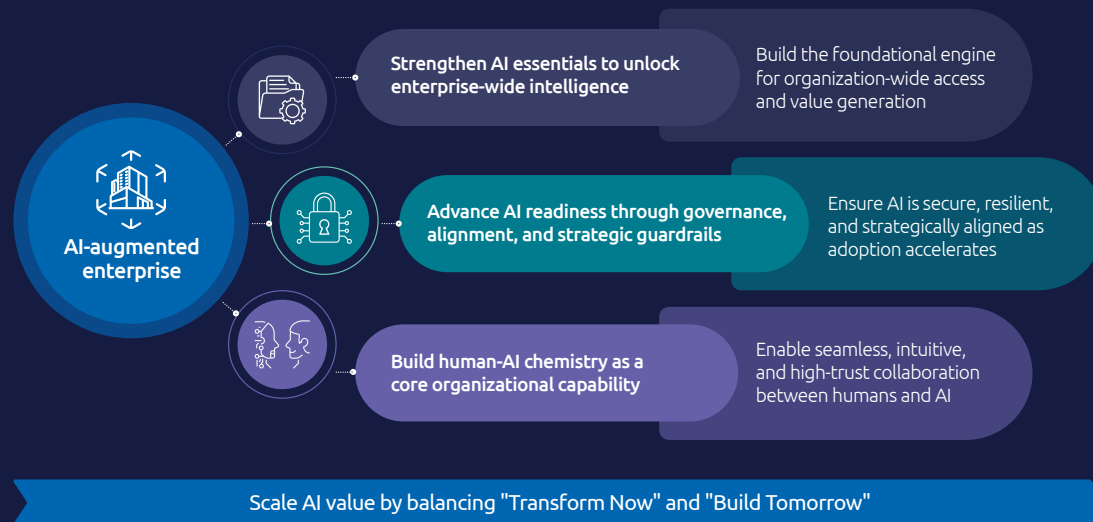 AI-augmented
enterprise
Strengthen AI essentials to unlock
enterprise-wide intelligence
Build the foundational engine
for organization-wide access
and value generation
Advance AI readiness through governance,
alignment, and strategic guardrails
Ensure AI is secure, resilient,
and strategically aligned as
adoption accelerates
Build human-AI chemistry as a
core organizational capability
Enable seamless, intuitive,
and high-trust collaboration
between humans and AI
Scale AI value by balancing "Transform Now" and "Build Tomorrow"